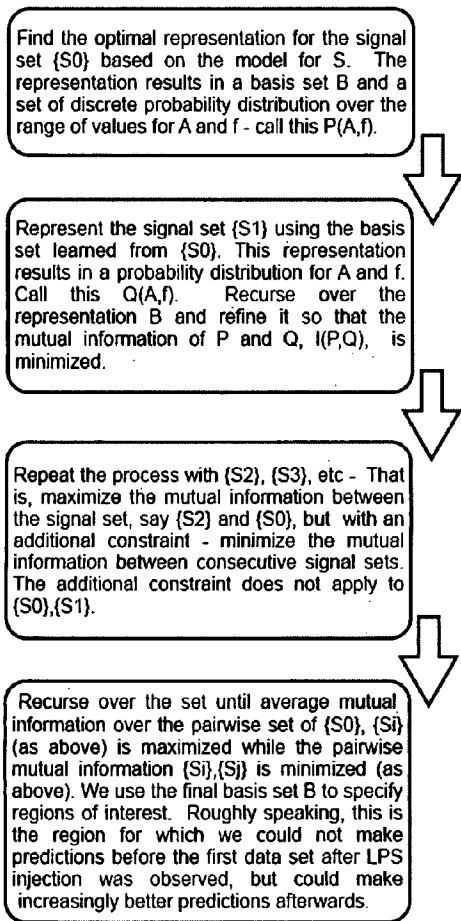 Find the optimal representation for the signal
set {S0} based on the model for S. The
representation results in a basis set B and a
set of discrete probability distribution over the
range of values for A and f - call this P(A,f).
Represent the signal set {S1} using the basis
set learned from {S0}. This representation
results in a probability distribution for A and f.
Call this Q(A,f). Recurse over the
representation B and refine it so that the
mutual information of P and Q, I(P,Q), is
minimized.
Repeat the process with {S2}, {S3}, etc - That
is, maximize the mutual information between
the signal set, say {S2} and {S0}, but with an
additional constraint - minimize the mutual
information between consecutive signal sets.
The additional constraint does not apply to
{S0},{S1}.
Recurse over the set until average mutual
information over the pairwise set of {S0}, {Si}
(as above) is maximized while the pairwise
mutual information {Si},{Sj} is minimized (as
above). We use the final basis set B to specify
regions of interest. Roughly speaking, this is
the region for which we could not make
predictions before the first data set after LPS
injection was observed, but could make
increasingly better predictions afterwards.